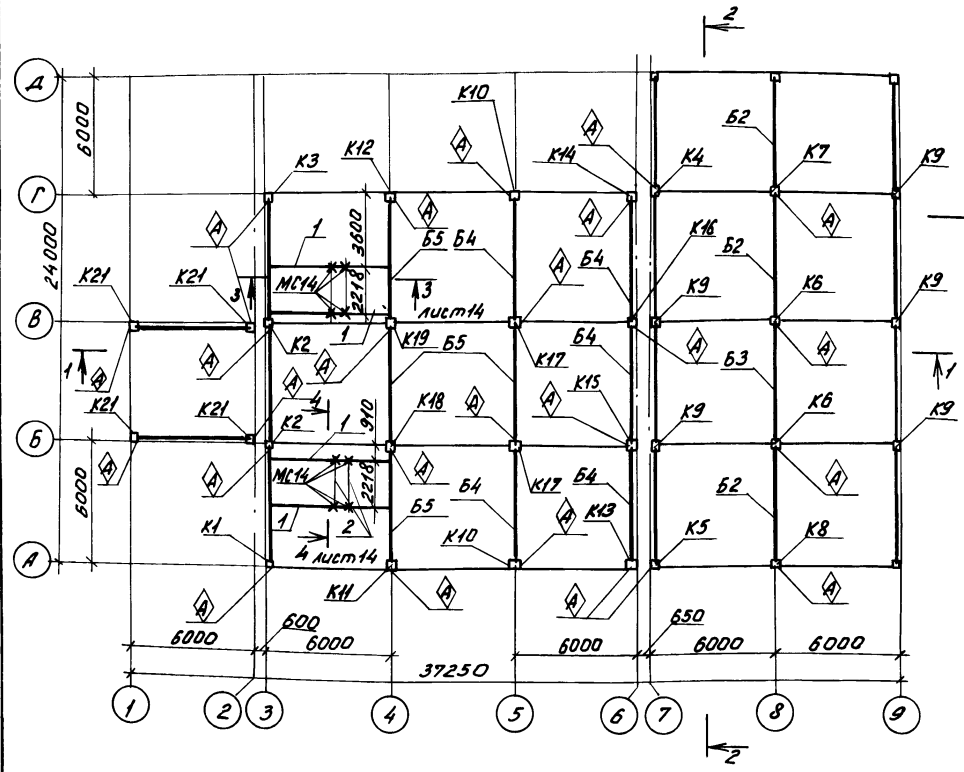 2
Д
К10
6000
А
А
Б2
К3
К12
К14
К4
К7
К9
Г
А
А
А
А
1
3600
Б5
Б4
К16
24000
К21
К21
МС14
2218
Б4
Б2
3
3
А
К9
К6
К9
лист14
В
1
1
А
К2
А
К19
Б5
К17
Б4
А
Б3
А
1
А
К21
К21
А
4
К18
А
А
К15
К9
К6
К9
910
К2
1
Б
А
А
МС14
А
К17
А
2218
Б4
Б4
Б2
6000
К1
1
2
Б5
А
К13
К5
К8
4
лист14
К10
А
К11
А
А
А
А
6000
600
6000
6000
650
6000
6000
37250
1
2
3
4
5
6
7
8
9
2